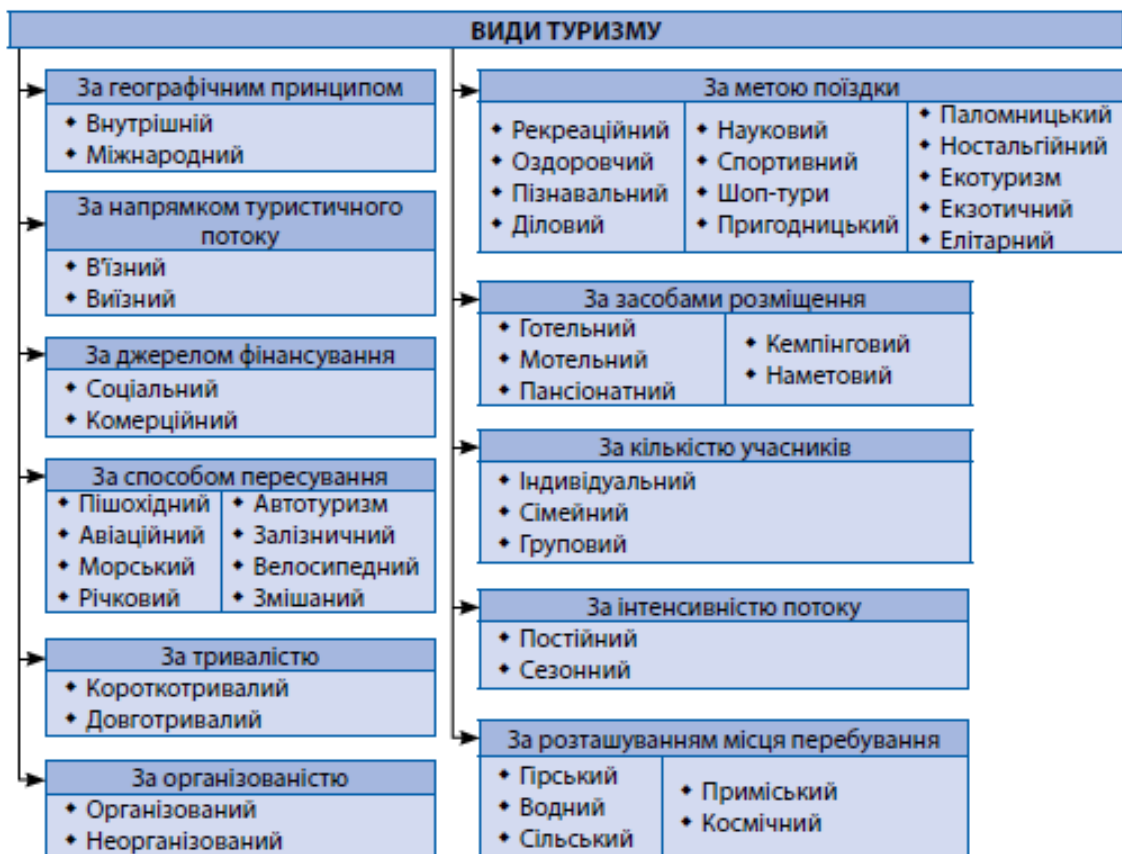 ВИДИ ТУРИЗМУ
За географічним принципом
Внутрішній
Міжнародний
За напрямком туристичного
потоку
В'їзний
Виїзний
За джерелом фінансування
Соціальний
Комерційний
За способом пересування
Пішохідний
Авіаційний
Морський
Річковий
Автотуризм
Залізничний
Велосипедний
Змішаний
За тривалістю
Короткотривалий
Довготривалий
За організованістю
Організований
Неорганізований
За метою поїздки
Рекреаційний
Оздоровчий
Пізнавальний
Діловий
Науковий
Спортивний
Шоп-тури
Пригодницький
Паломницький
Ностальгійний
Екотуризм
Екзотичний
Елітарний
За засобами розміщення
Готельний
Мотельний
Пансіонатний
Кемпінговий
Наметовий
За кількістю учасників
Індивідуальний
Сімейний
Груповий
За інтенсивністю потоку
Постійний
Сезонний
За розташуванням місця перебування
Гірський
Водний
Сільський
Приміський
Космічний